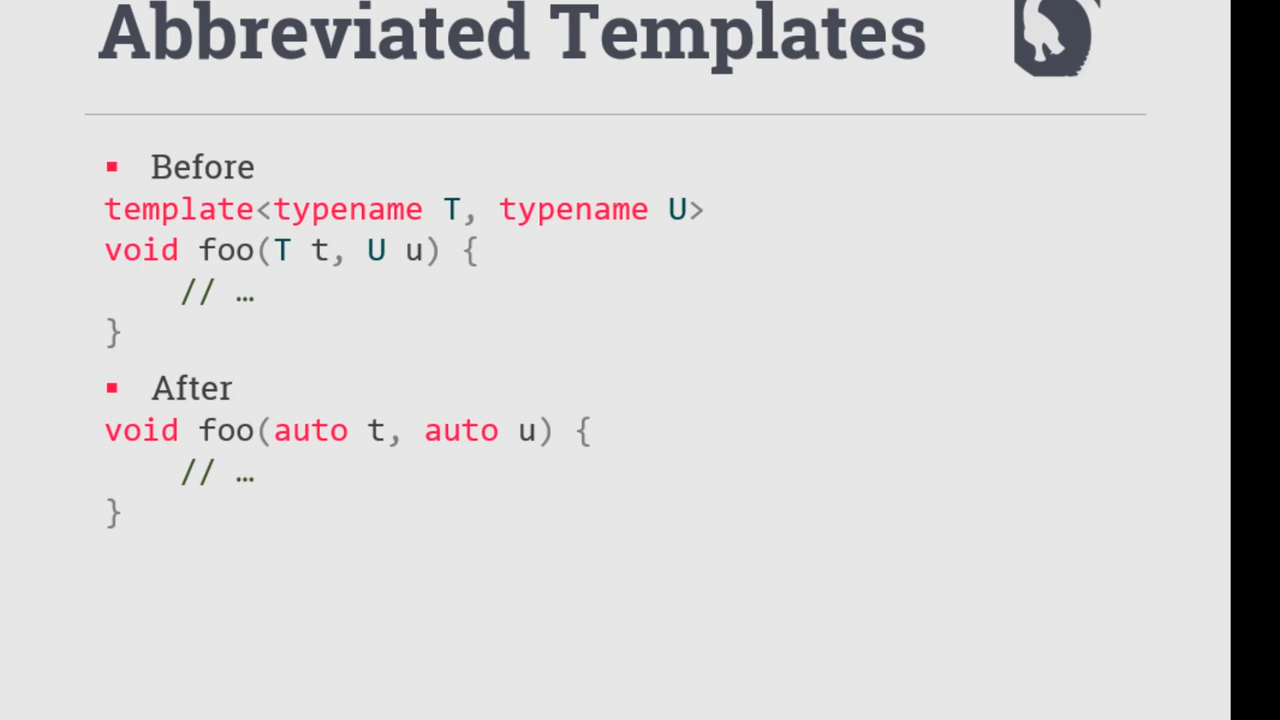 Abbreviated Templates
▪ Before
template<typename T, typename U>
void foo(T t, U u) {
    // …
}
▪ After
void foo(auto t, auto u) {
    // …
}